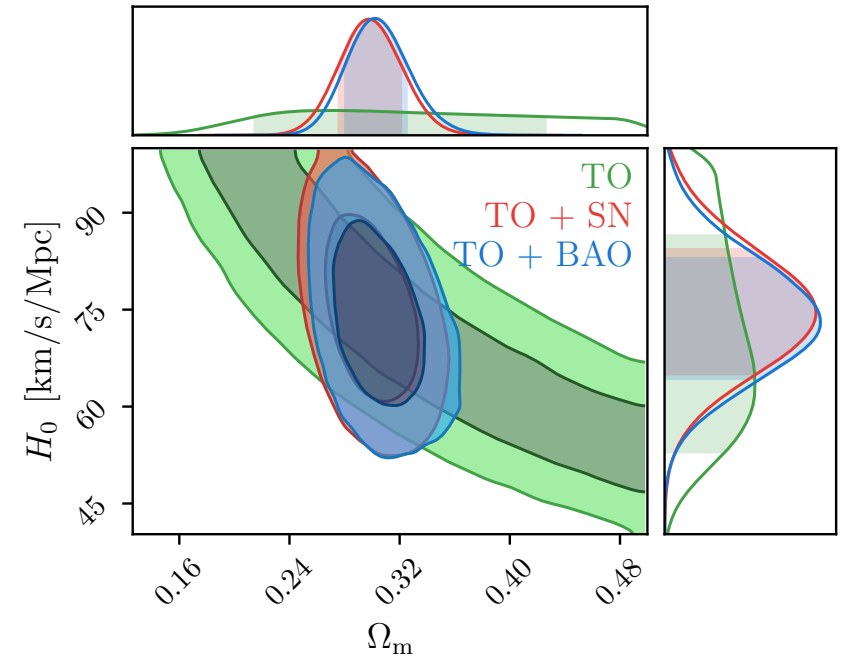 TO
TO + SN
TO + BAO
H₀ [km/s/Mpc]
90
75
60
45
0.16
0.24
0.32
0.40
0.48
Ωₘ